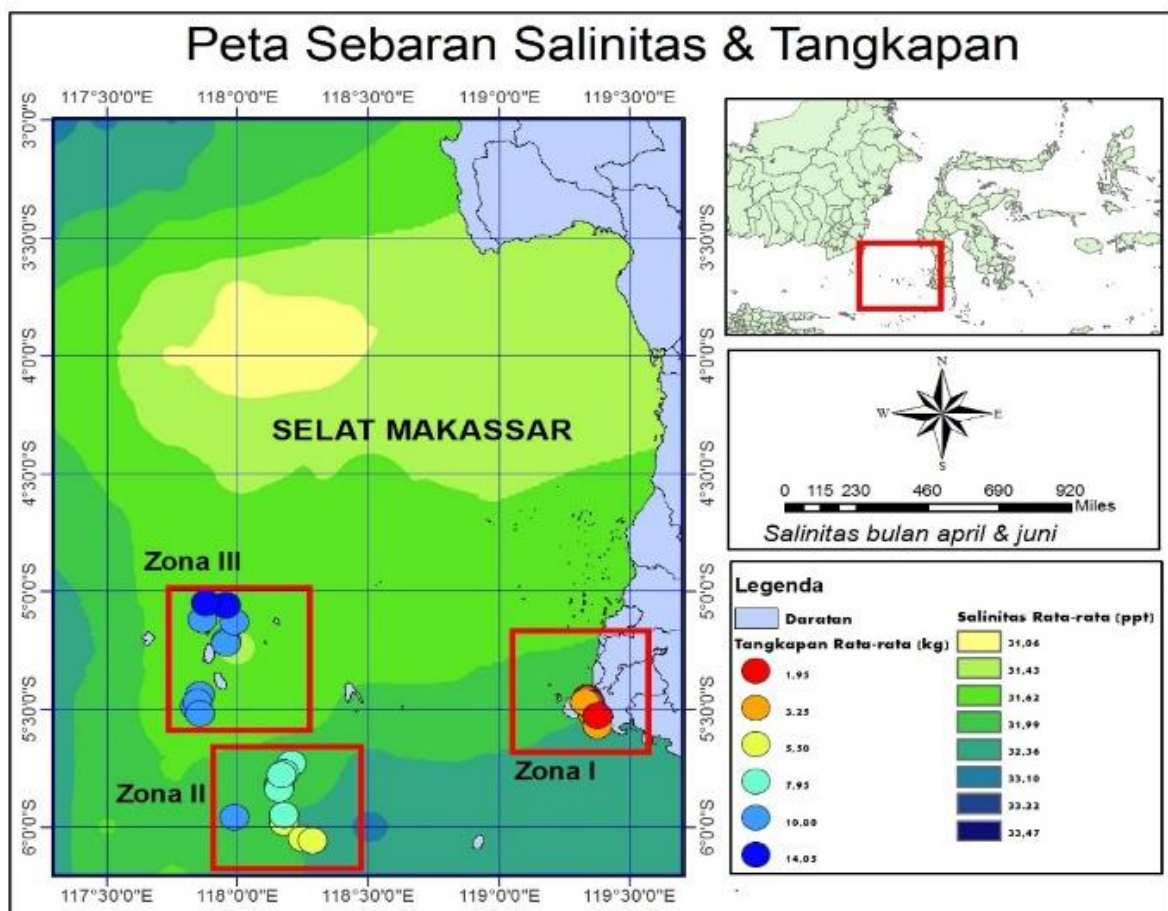 Peta Sebaran Salinitas & Tangkapan
117°30'0"E 118°0'0"E 118°30'0"E 119°0'0"E 119°30'0"E
3°0'0"S
3°30'0"S 3°30'0"S
4°0'0"S 4°0'0"S
4°30'0"S 4°30'0"S
5°0'0"S 5°0'0"S
5°30'0"S 5°30'0"S
6°0'0"S 6°0'0"S
SELAT MAKASSAR
Zona III
Zona II
Zona I
117°30'0"E 118°0'0"E 118°30'0"E 119°0'0"E 119°30'0"E
N
W E
S
0 115 230 460 690 920
Miles
Salinitas bulan april & juni
Legenda
Daratan
Tangkapan Rata-rata (kg)
1,95
3,25
5,50
7,95
10,00
14,05
Salinitas Rata-rata (ppt)
31,06
31,43
31,62
31,99
32,36
33,10
33,22
33,47